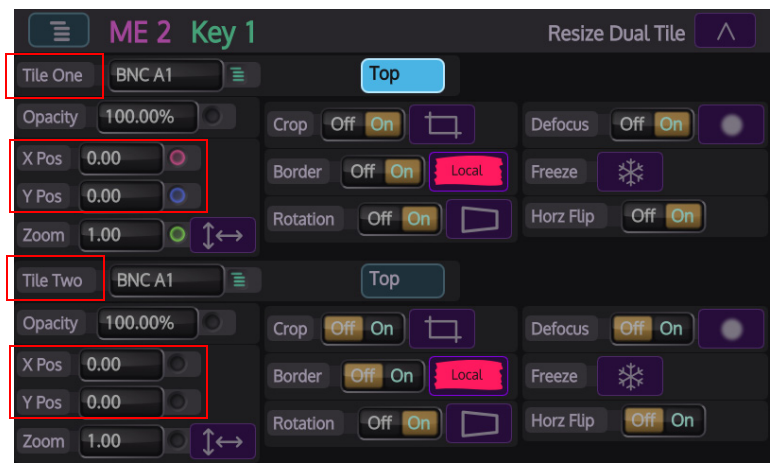 ME 2 Key 1 Resize Dual Tile
Tile One BNC A1 Top
Opacity 100.00% Crop Off On Defocus Off On
X Pos 0.00 Border Off On Local Freeze
Y Pos 0.00 Rotation Off On Horz Flip Off On
Zoom 1.00
Tile Two BNC A1 Top
Opacity 100.00% Crop Off On Defocus Off On
X Pos 0.00 Border Off On Local Freeze
Y Pos 0.00 Rotation Off On Horz Flip Off On
Zoom 1.00